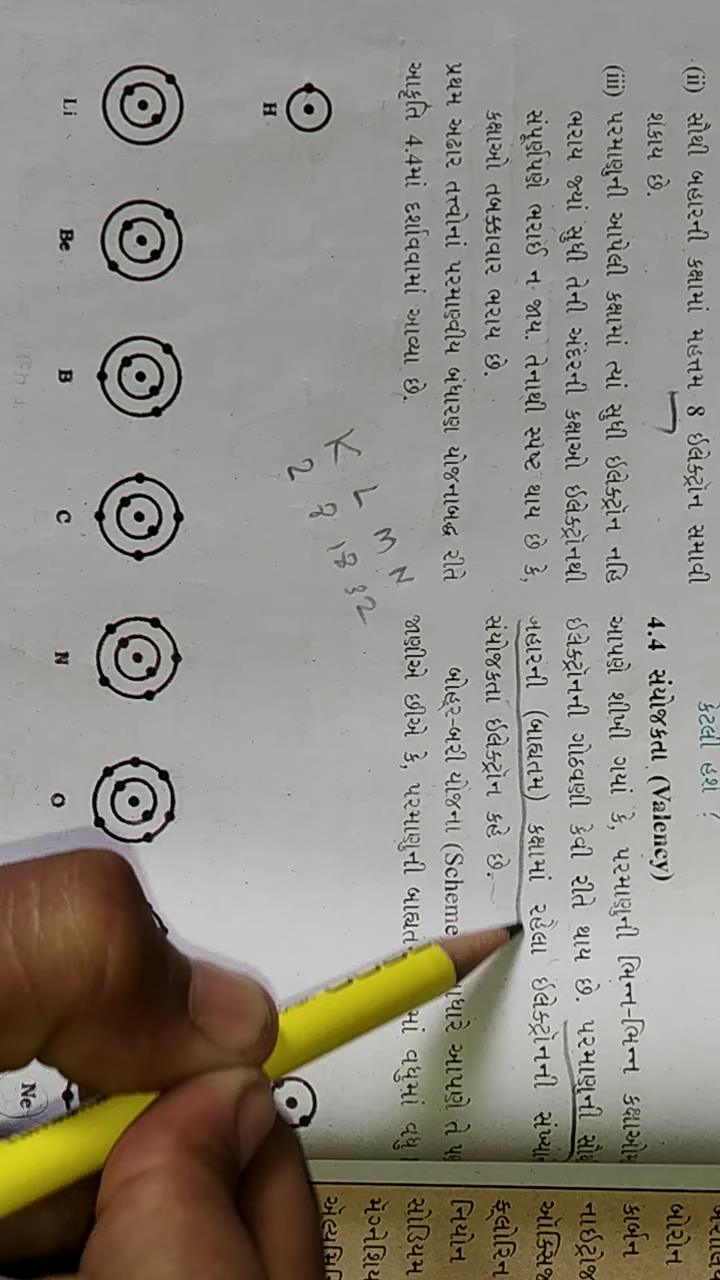 (ii) સૌથી બહારની કક્ષામાં મહત્તમ 8 ઇલેક્ટ્રોન સમાવી
શકાય છે.
(iii) પરમાણુની આપેલી કક્ષામાં ત્યાં સુધી ઇલેક્ટ્રોન નહિ
ભરાય જ્યાં સુધી તેની અંદરની કક્ષાઓ ઇલેક્ટ્રોનથી
સંપૂર્ણપણે ભરાઈ ન જાય. તેનાથી સ્પષ્ટ થાય છે કે,
કક્ષાઓ તબક્કાવાર ભરાય છે.
પ્રથમ અઢાર તત્ત્વોનાં પરમાણ્વીય બંધારણ યોજનાબદ્ધ રીતે
આકૃતિ 4.4માં દર્શાવવામાં આવ્યા છે.
K L M N
2 8 18 32
કેટલી હશે ?
4.4 સંયોજકતા (Valency)
આપણે શીખી ગયાં કે, પરમાણુની ભિન્ન-ભિન્ન
ઇલેક્ટ્રોનની ગોઠવણી કેવી રીતે થાય છે. પરમાણુની
બહારની (બાહ્યતમ) કક્ષામાં રહેલા ઇલેક્ટ્રોનની
સંયોજકતા ઇલેક્ટ્રોન કહે છે.
બોહ્ર-બરી યોજના (Scheme આપણે તે
જાણીએ છીએ કે, પરમાણુની વધુમાં વધુ
H
Li Be B C N O Ne
બોરોન
કાર્બન
નિયોન
સોડિયમ